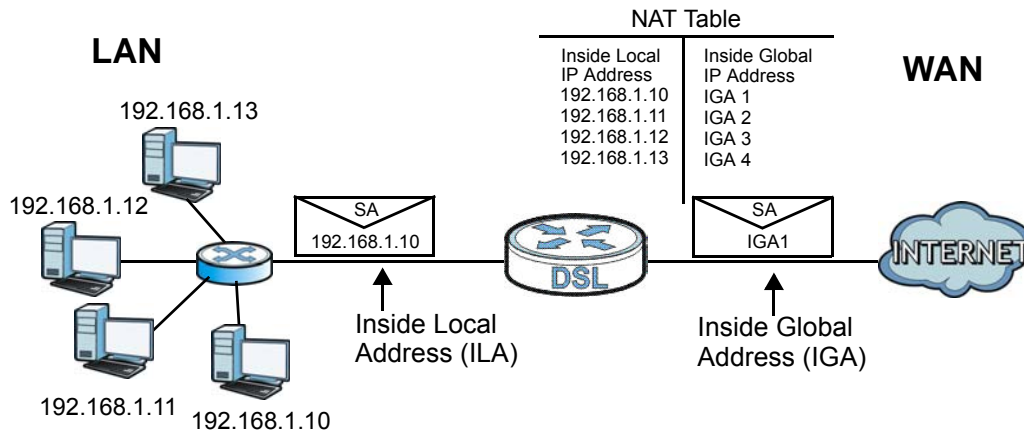 NAT Table
LAN
WAN
Inside Local
IP Address
192.168.1.10
192.168.1.11
192.168.1.12
192.168.1.13
Inside Global
IP Address
IGA 1
IGA 2
IGA 3
IGA 4
192.168.1.13
192.168.1.12
192.168.1.11
192.168.1.10
SA
192.168.1.10
DSL
SA
IGA1
INTERNET
Inside Local
Address (ILA)
Inside Global
Address (IGA)